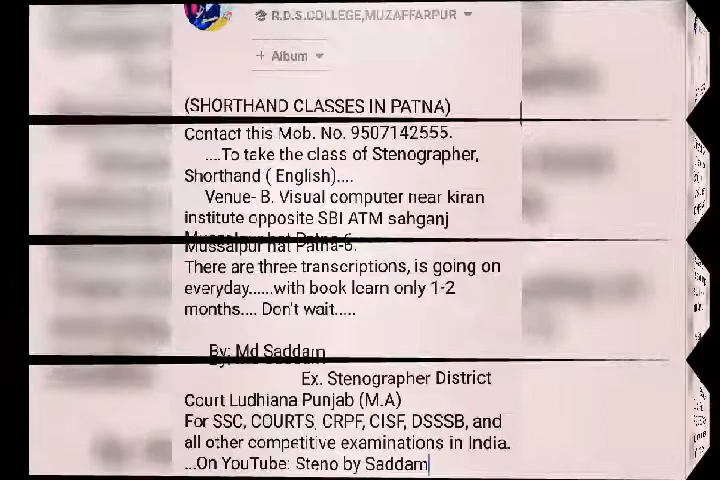 R.D.S.COLLEGE,MUZAFFARPUR
+ Album
(SHORTHAND CLASSES IN PATNA)
Contact this Mob. No. 9507142555.
....To take the class of Stenographer,
Shorthand ( English)....
Venue- B. Visual computer near kiran
institute opposite SBI ATM sahganj
Mussalpur hat Patna-6.
There are three transcriptions, is going on
everyday......with book learn only 1-2
months.... Don't wait.....
By: Md Saddam
Ex. Stenographer District
Court Ludhiana Punjab (M.A)
For SSC, COURTS, CRPF, CISF, DSSSB, and
all other competitive examinations in India.
...On YouTube: Steno by Saddam